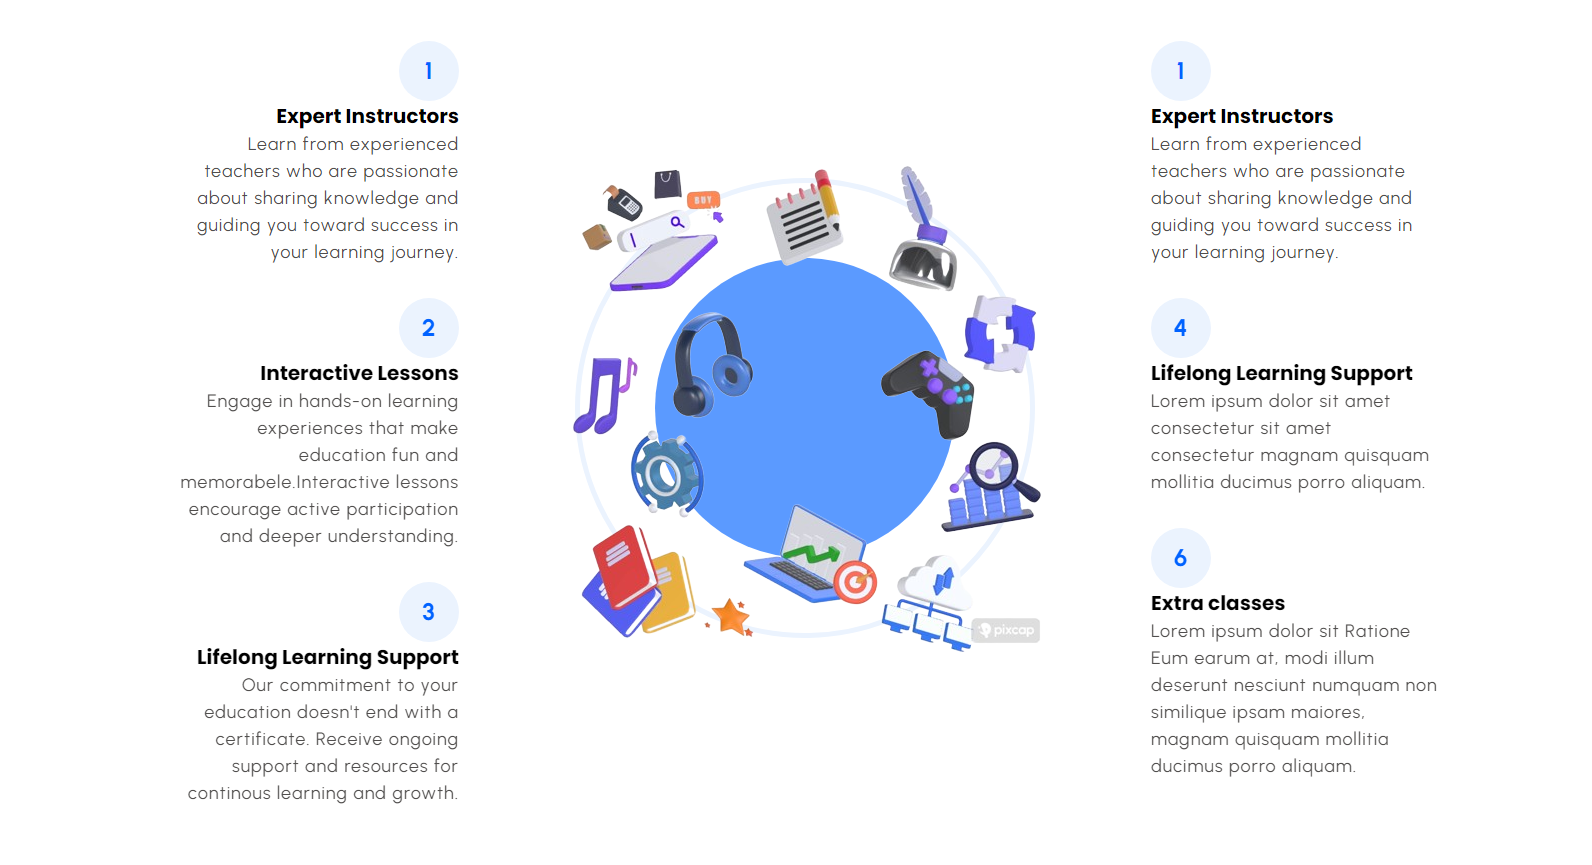 1
Expert Instructors
Learn from experienced
teachers who are passionate
about sharing knowledge and
guiding you toward success in
your learning journey.
2
Interactive Lessons
Engage in hands-on learning
experiences that make
education fun and
memorabele.Interactive lessons
encourage active participation
and deeper understanding.
3
Lifelong Learning Support
Our commitment to your
education doesn't end with a
certificate. Receive ongoing
support and resources for
continous learning and growth.
BUY
pixcap
1
Expert Instructors
Learn from experienced
teachers who are passionate
about sharing knowledge and
guiding you toward success in
your learning journey.
4
Lifelong Learning Support
Lorem ipsum dolor sit amet
consectetur sit amet
consectetur magnam quisquam
mollitia ducimus porro aliquam.
6
Extra classes
Lorem ipsum dolor sit Ratione
Eum earum at, modi illum
deserunt nesciunt numquam non
similique ipsam maiores,
magnam quisquam mollitia
ducimus porro aliquam.